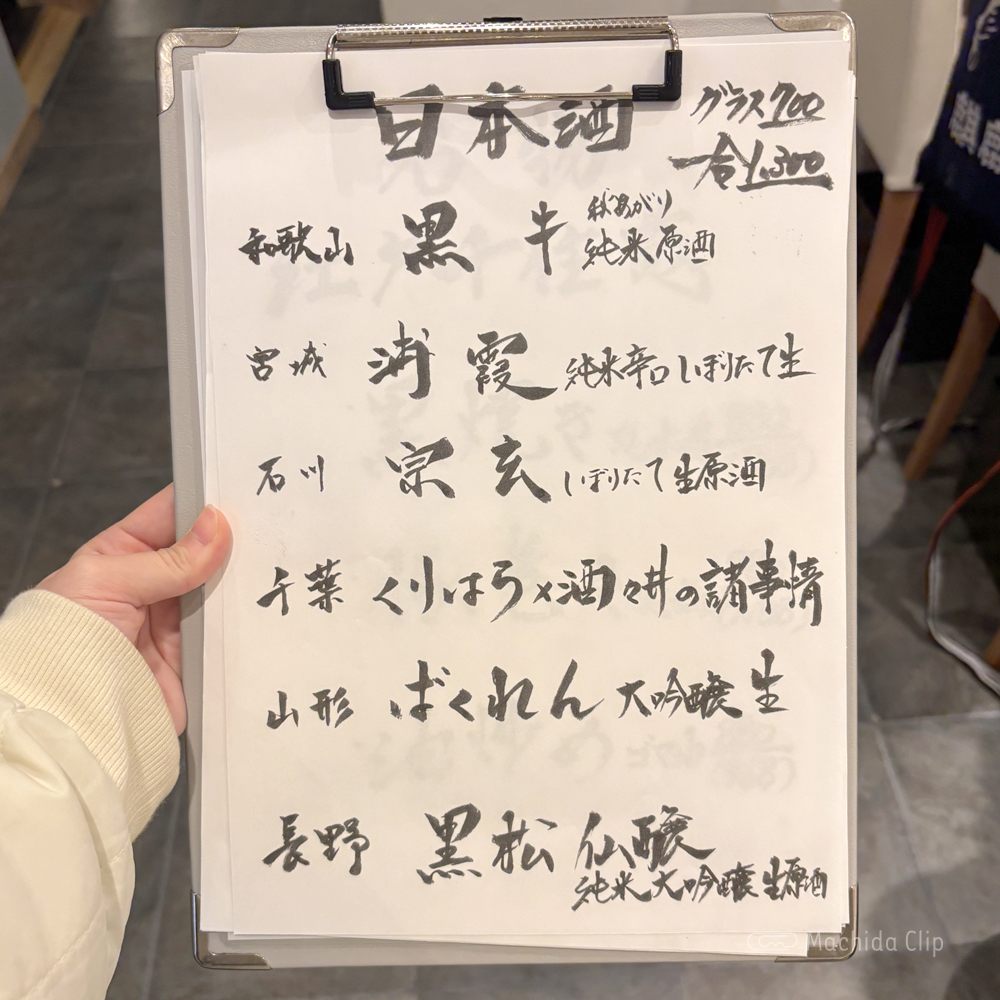 日本酒 グラス700
一合¥1,300
和歌山 黒牛 秋あがり
純米原酒
宮城 浦霞 純米辛口しぼりたて生
石川 宗玄 しぼりたて生原酒
千葉 くりはら×酒々井の諸事情
山形 ばくれん 大吟醸生
長野 黒松仙醸
純米大吟醸生原酒
Machida Clip